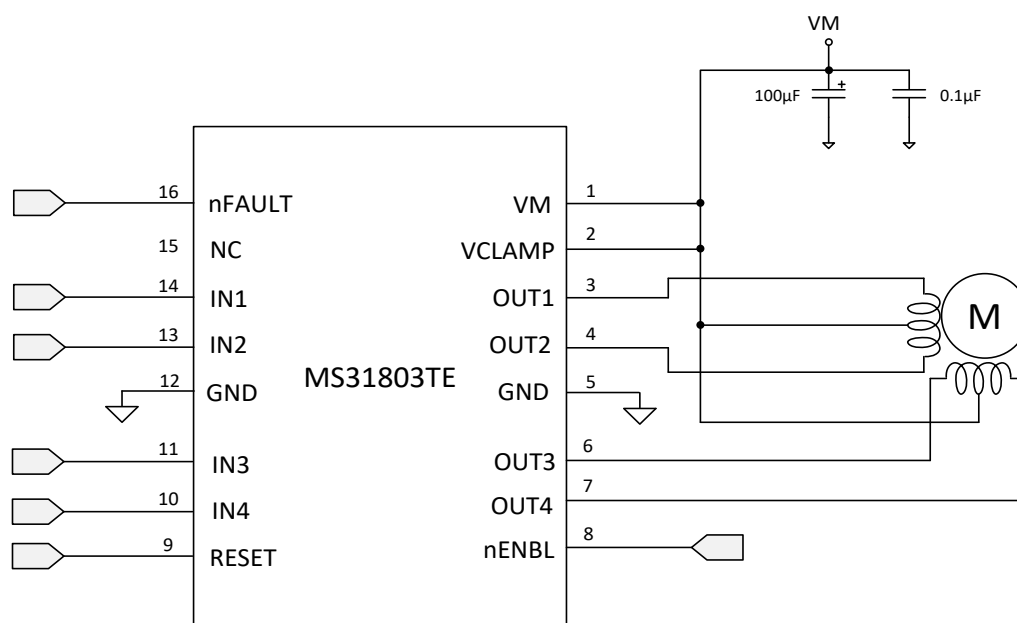 VM
100μF
+
0.1μF
16
nFAULT
VM
1
15
NC
VCLAMP
2
14
IN1
OUT1
3
13
IN2
OUT2
4
M
MS31803TE
12
GND
GND
5
11
IN3
OUT3
6
10
IN4
OUT4
7
9
RESET
nENBL
8